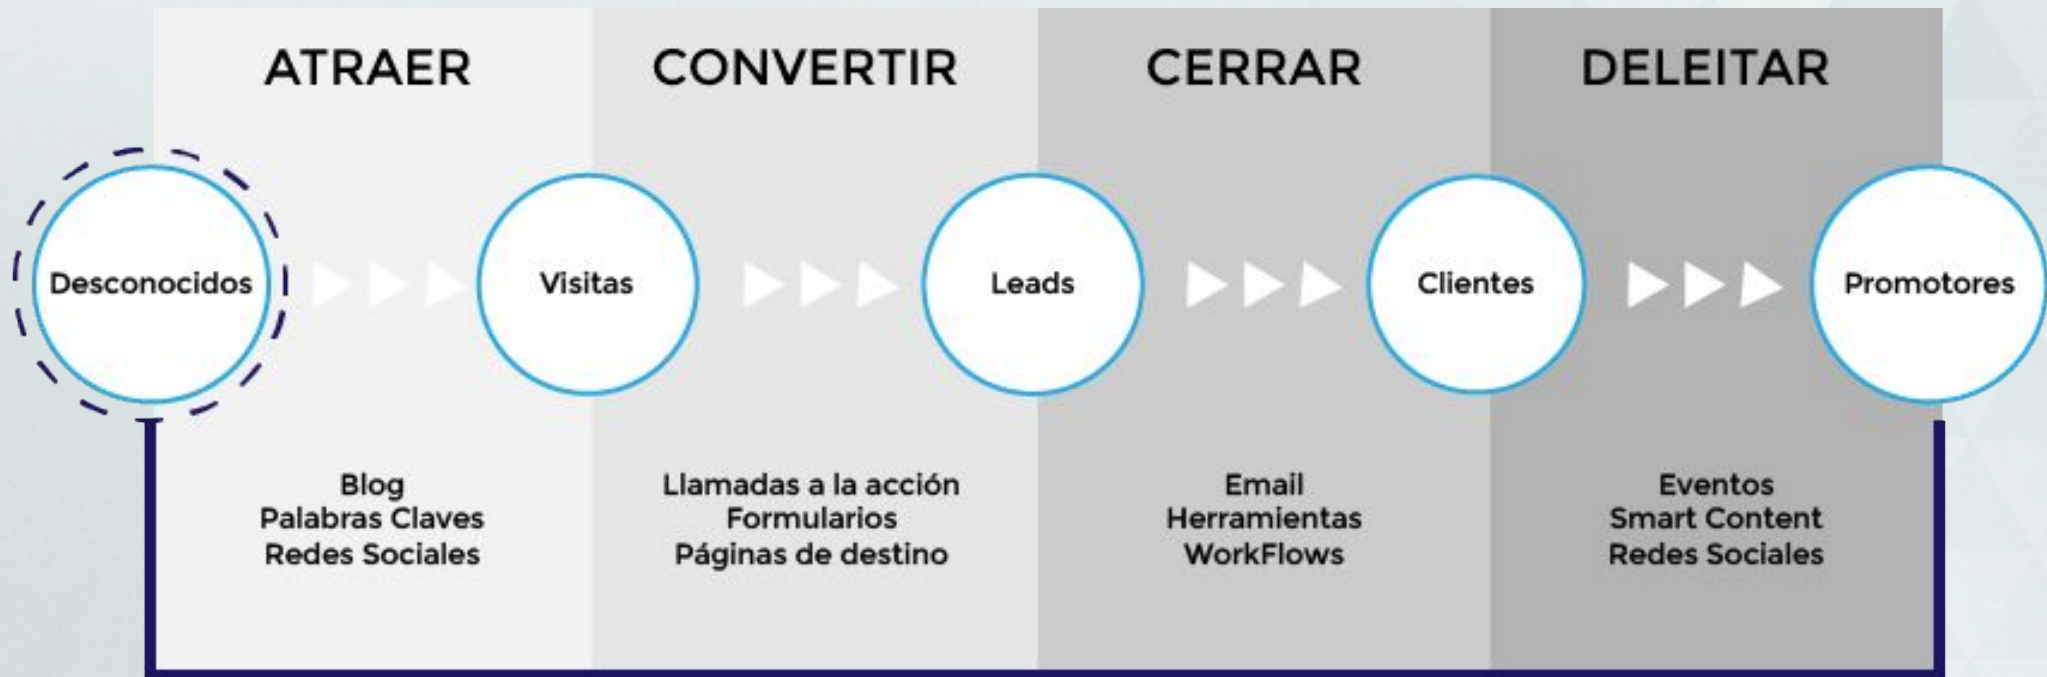 ATRAER
CONVERTIR
CERRAR
DELEITAR
Desconocidos
Visitas
Leads
Clientes
Promotores
Blog
Palabras Claves
Redes Sociales
Llamadas a la acción
Formularios
Páginas de destino
Email
Herramientas
WorkFlows
Eventos
Smart Content
Redes Sociales